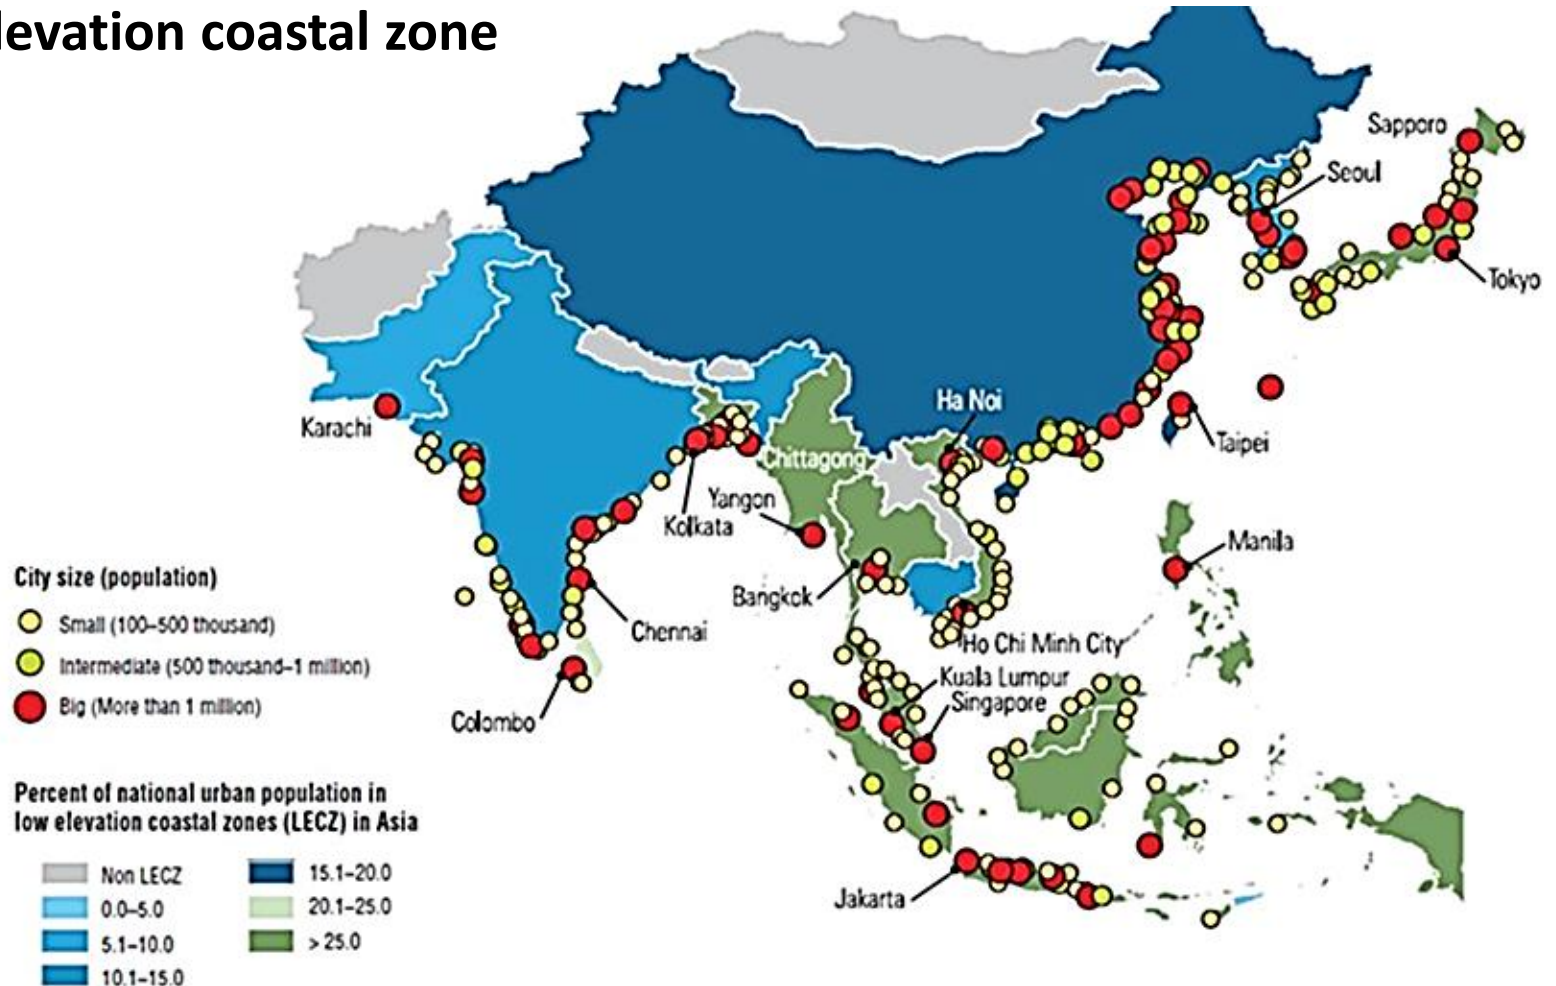 levation coastal zone
Sapporo
Seoul
Tokyo
Ha Noi
Karachi
Taipei
Chittagong
Yangon
Kolkata
Manila
Bangkok
Chennai
Ho Chi Minh City
Kuala Lumpur
Singapore
Colombo
Jakarta
City size (population)
Small (100–500 thousand)
Intermediate (500 thousand–1 million)
Big (More than 1 million)
Percent of national urban population in
low elevation coastal zones (LECZ) in Asia
Non LECZ
0.0–5.0
5.1–10.0
10.1–15.0
15.1–20.0
20.1–25.0
> 25.0